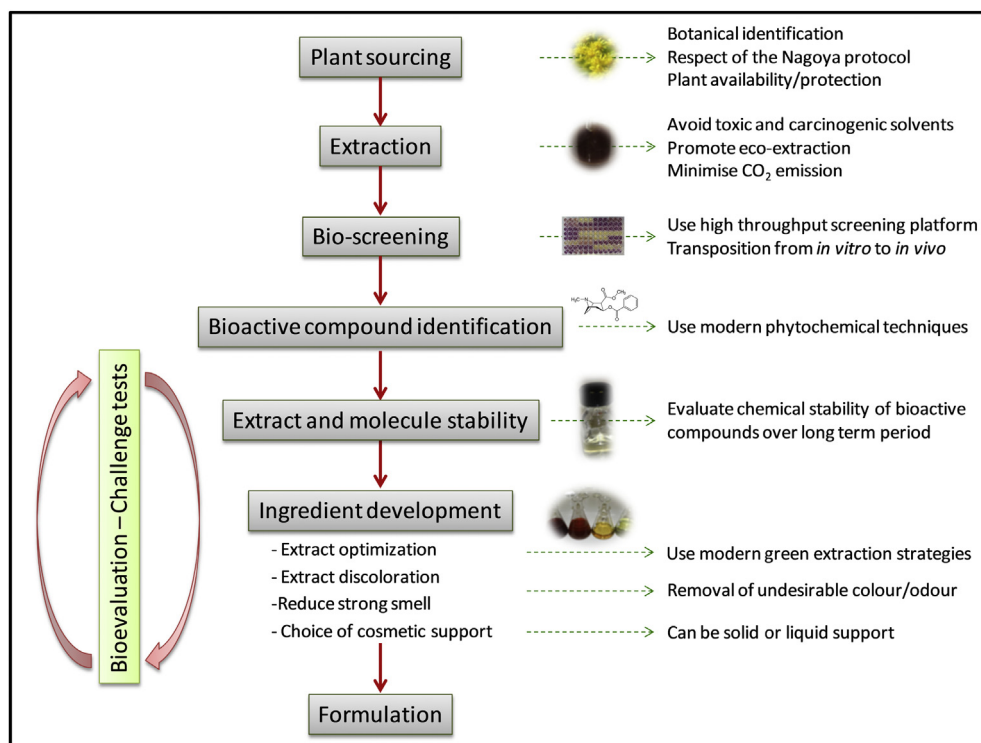 Plant sourcing
Botanical identification
Respect of the Nagoya protocol
Plant availability/protection
Extraction
Avoid toxic and carcinogenic solvents
Promote eco-extraction
Minimise CO₂ emission
Bio-screening
Use high throughput screening platform
Transposition from in vitro to in vivo
Bioactive compound identification
H₃C
N
O
O
CH₃
O
O
Use modern phytochemical techniques
Extract and molecule stability
Evaluate chemical stability of bioactive
compounds over long term period
Ingredient development
- Extract optimization
Use modern green extraction strategies
- Extract discoloration
Removal of undesirable colour/odour
-Reduce strong smell
- Choice of cosmetic support
Can be solid or liquid support
Formulation
Bioevaluation – Challenge tests